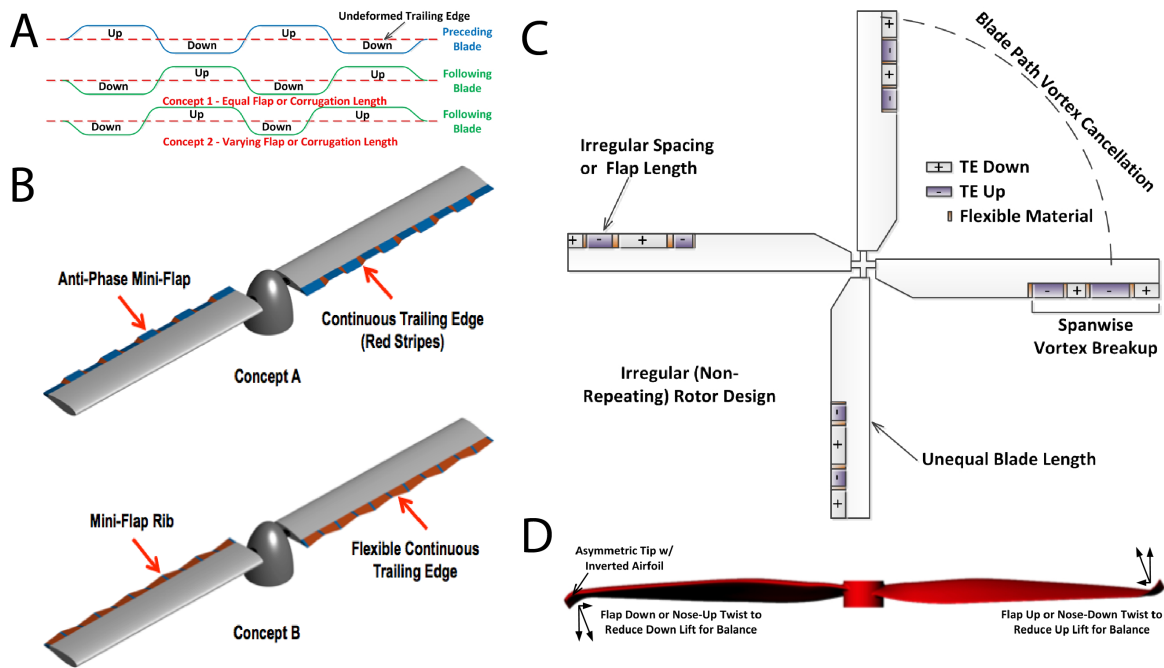 A
Undeformed Trailing Edge
Up
Up
Preceding
Blade
Down
Down
Up
Up
Following
Blade
Down
Down
Concept 1 - Equal Flap or Corrugation Length
Up
Up
Following
Blade
Down
Down
Concept 2 - Varying Flap or Corrugation Length
B
Anti-Phase Mini-Flap
Continuous Trailing Edge
(Red Stripes)
Concept A
Mini-Flap Rib
Flexible Continuous
Trailing Edge
Concept B
C
Blade Path Vortex Cancellation
+
-
+
-
Irregular Spacing
or Flap Length
+ - + -
+ TE Down
- TE Up
Flexible Material
- + - +
Spanwise
Vortex Breakup
Irregular (Non-
Repeating) Rotor Design
-
+
-
+
Unequal Blade Length
D
Asymmetric Tip w/
Inverted Airfoil
Flap Down or Nose-Up Twist to
Reduce Down Lift for Balance
Flap Up or Nose-Down Twist to
Reduce Up Lift for Balance